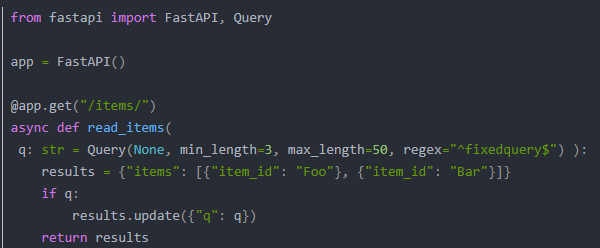 from fastapi import FastAPI, Query
app = FastAPI()
@app.get("/items/")
async def read_items(
q: str = Query(None, min_length=3, max_length=50, regex="^fixedquery$") ):
results = {"items": [{"item_id": "Foo"}, {"item_id": "Bar"}]}
if q:
results.update({"q": q})
return results